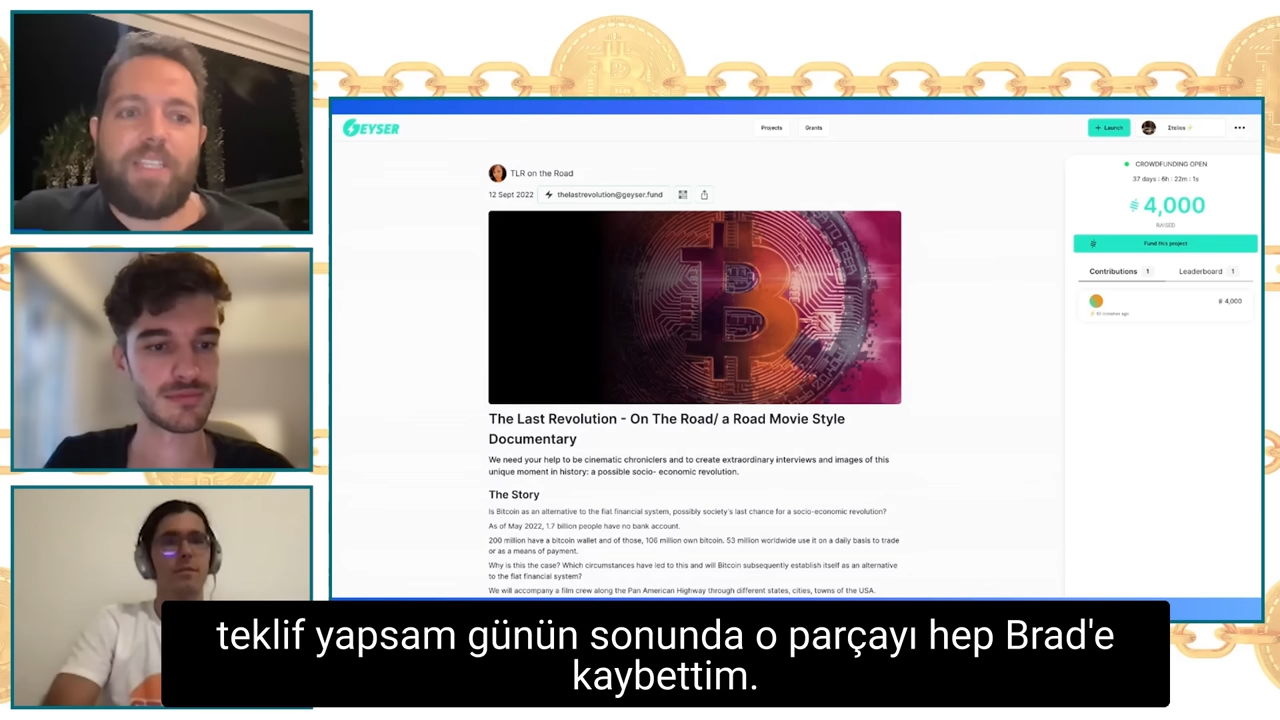 GEYSER
Projects
Grants
+ Launch
TLR on the Road
12 Sept 2022
thelastrevolution@geyser.fund
CROWDFUNDING OPEN
37 days : 6h : 22m : 1s
4,000
RAISED
Fund this project
Contributions 1
Leaderboard 1
4,000
The Last Revolution - On The Road/ a Road Movie Style
Documentary
We need your help to be cinematic chroniclers and to create extraordinary interviews and images of this
unique moment in history: a possible socio- economic revolution.
The Story
Is Bitcoin as an alternative to the fiat financial system, possibly society's last chance for a socio-economic revolution?
As of May 2022, 1.7 billion people have no bank account.
200 million have a bitcoin wallet and of those, 106 million own bitcoin. 53 million worldwide use it on a daily basis to trade
or as a means of payment.
Why is this the case? Which circumstances have led to this and will Bitcoin subsequently establish itself as an alternative
to the fiat financial system?
We will accompany a film crew along the Pan American Highway through different states, cities, towns of the USA.
teklif yapsam günün sonunda o parçayı hep Brad'e
kaybettim.